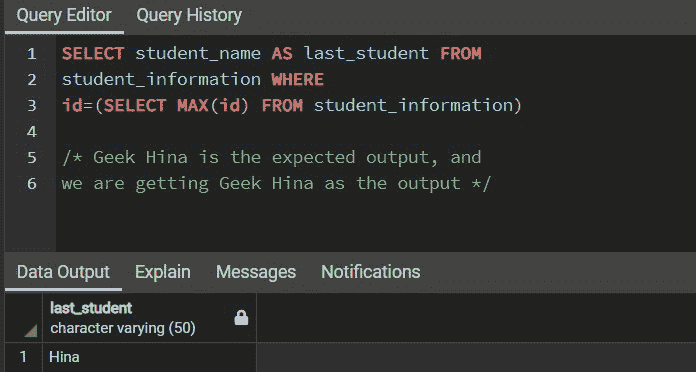 Query Editor Query History
1 SELECT student_name AS last_student FROM
2 student_information WHERE
3 id=(SELECT MAX(id) FROM student_information)
4
5 /* Geek Hina is the expected output, and
6 we are getting Geek Hina as the output */
Data Output Explain Messages Notifications
last_student
character varying (50)
1 Hina